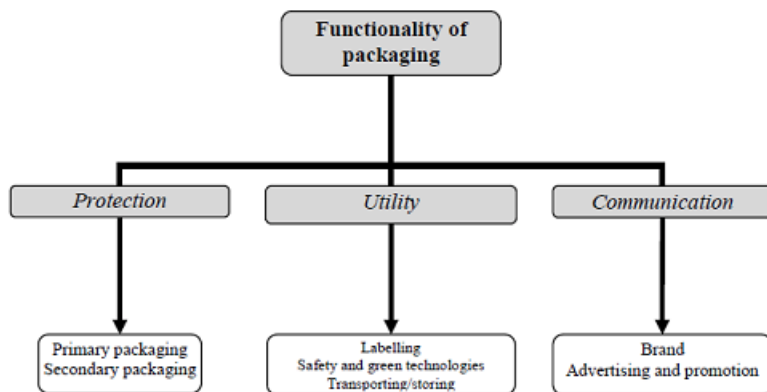 Functionality of
packaging
Protection
Utility
Communication
Primary packaging
Secondary packaging
Labelling
Safety and green technologies
Transporting/storing
Brand
Advertising and promotion